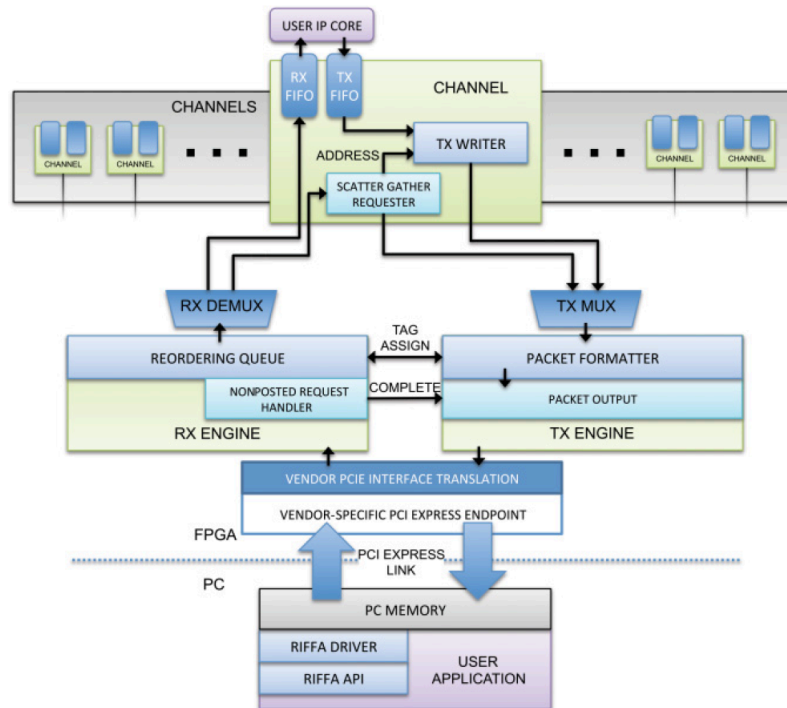 USER IP CORE
RX
FIFO
TX
FIFO
CHANNEL
CHANNELS
CHANNEL
CHANNEL
ADDRESS
TX WRITER
SCATTER GATHER
REQUESTER
CHANNEL
CHANNEL
RX DEMUX
TX MUX
REORDERING QUEUE
TAG
ASSIGN
PACKET FORMATTER
NONPOSTED REQUEST
HANDLER
COMPLETE
PACKET OUTPUT
RX ENGINE
TX ENGINE
VENDOR PCIE INTERFACE TRANSLATION
VENDOR-SPECIFIC PCI EXPRESS ENDPOINT
FPGA
PCI EXPRESS
LINK
PC
PC MEMORY
RIFFA DRIVER
RIFFA API
USER
APPLICATION